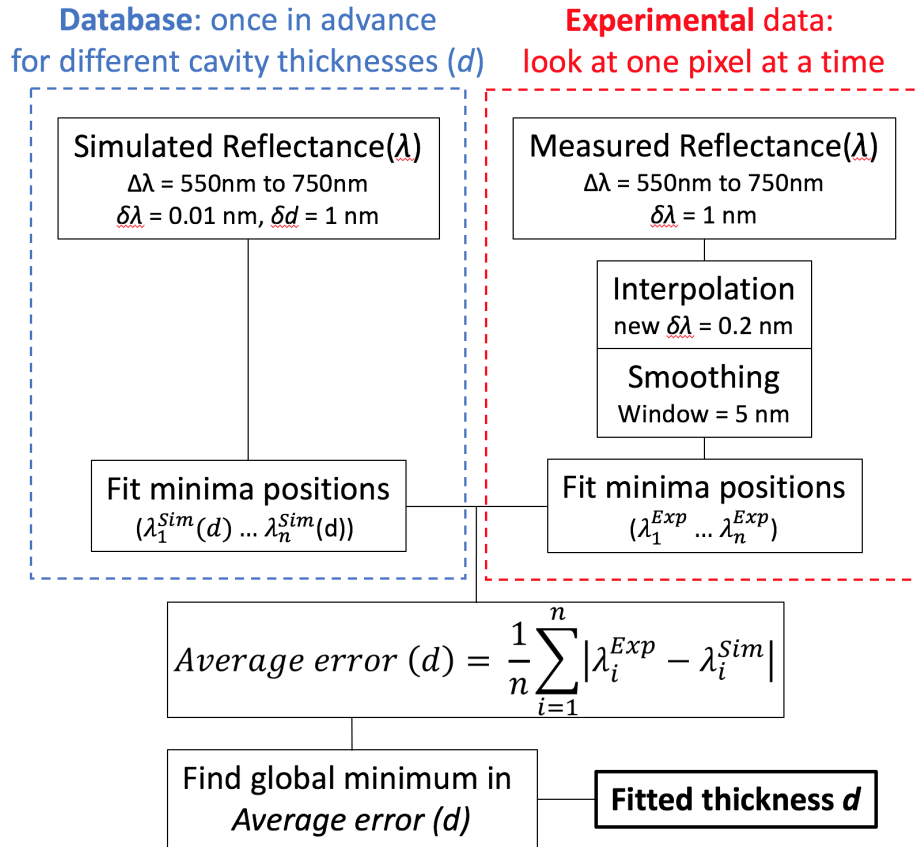 Database: once in advance
for different cavity thicknesses (d)
Simulated Reflectance(λ)
Δλ = 550nm to 750nm
δλ = 0.01 nm, δd = 1 nm
Fit minima positions
(λ₁^Sim(d) ... λₙ^Sim(d))
Experimental data:
look at one pixel at a time
Measured Reflectance(λ)
Δλ = 550nm to 750nm
δλ = 1 nm
Interpolation
new δλ = 0.2 nm
Smoothing
Window = 5 nm
Fit minima positions
(λ₁^Exp ... λₙ^Exp)
Average error (d) = 1/n ∑_{i=1}^{n} |λᵢ^Exp − λᵢ^Sim|
Find global minimum in
Average error (d)
Fitted thickness d